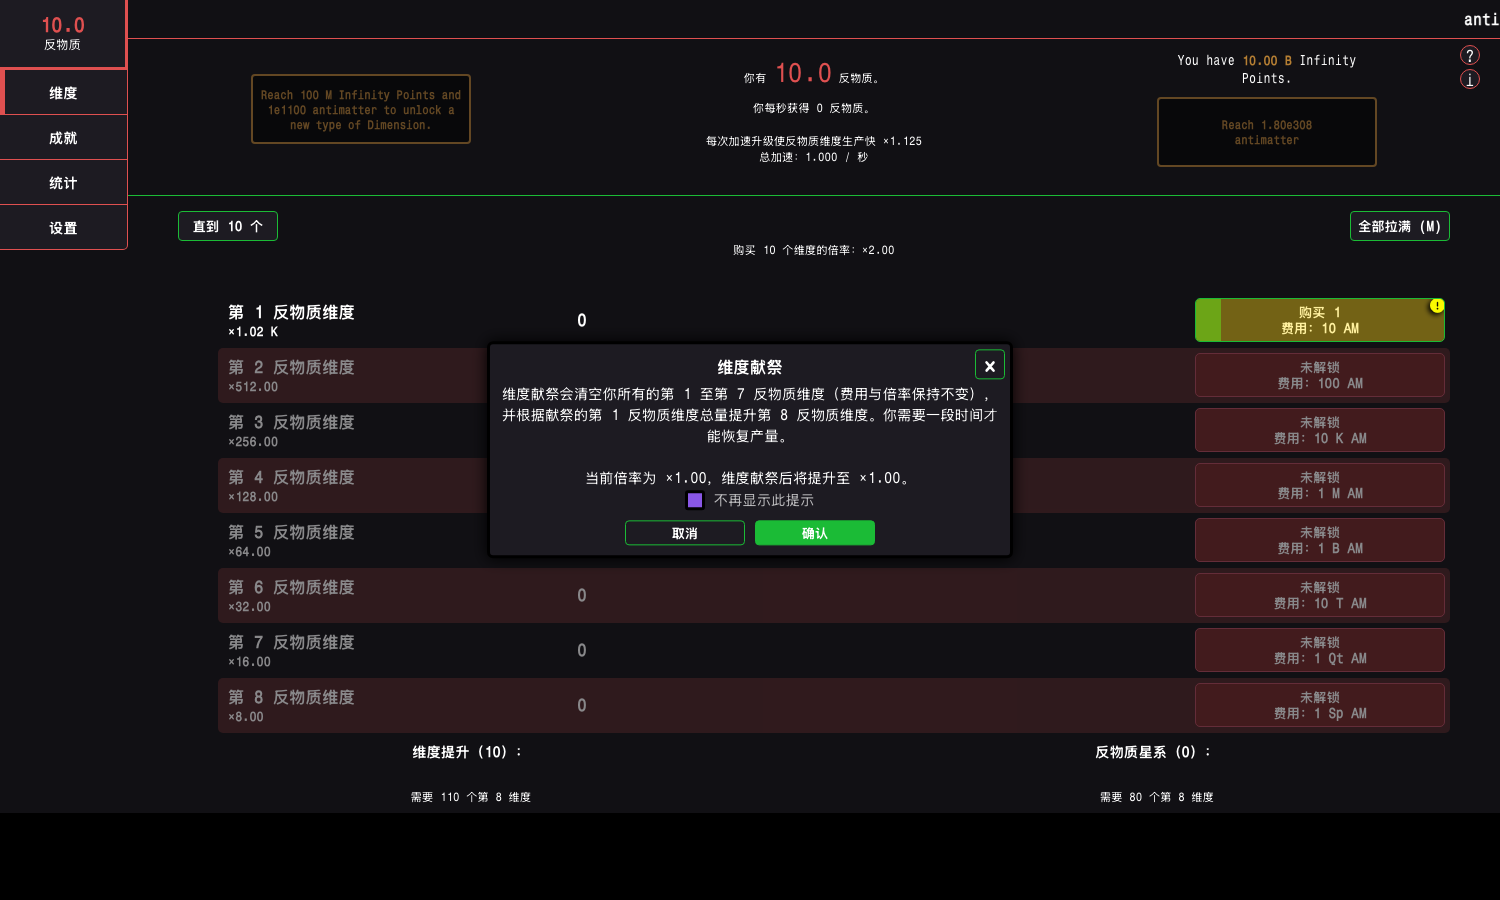 10.0
反物质
维度
成就
统计
设置
anti
Reach 100 M Infinity Points and
1e1100 antimatter to unlock a
new type of Dimension.
你有 10.0 反物质。
你每秒获得 0 反物质。
每次加速升级使反物质维度生产快 ×1.125
总加速: 1.000 / 秒
You have 10.00 B Infinity
Points.
Reach 1.80e308
antimatter
?
i
直到 10 个
全部拉满 (M)
购买 10 个维度的倍率: ×2.00
第 1 反物质维度
×1.02 K
0
购买 1
费用: 10 AM
!
第 2 反物质维度
×512.00
未解锁
费用: 100 AM
第 3 反物质维度
×256.00
未解锁
费用: 10 K AM
第 4 反物质维度
×128.00
未解锁
费用: 1 M AM
第 5 反物质维度
×64.00
未解锁
费用: 1 B AM
第 6 反物质维度
×32.00
0
未解锁
费用: 10 T AM
第 7 反物质维度
×16.00
0
未解锁
费用: 1 Qt AM
第 8 反物质维度
×8.00
0
未解锁
费用: 1 Sp AM
维度献祭
×
维度献祭会清空你所有的第 1 至第 7 反物质维度（费用与倍率保持不变），
并根据献祭的第 1 反物质维度总量提升第 8 反物质维度。你需要一段时间才
能恢复产量。
当前倍率为 ×1.00，维度献祭后将提升至 ×1.00。
不再显示此提示
取消
确认
维度提升 (10) :
需要 110 个第 8 维度
反物质星系 (0) :
需要 80 个第 8 维度